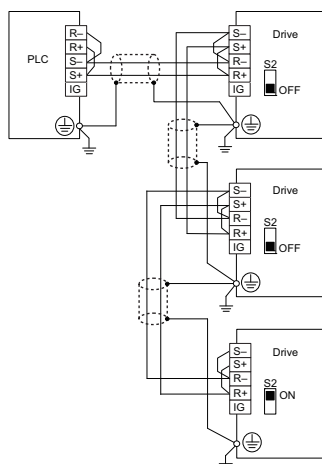 PLC
R–
R+
S–
S+
IG
S–
S+
R–
R+
IG
Drive
S2
OFF
S–
S+
R–
R+
IG
Drive
S2
OFF
S–
S+
R–
R+
IG
Drive
S2
ON